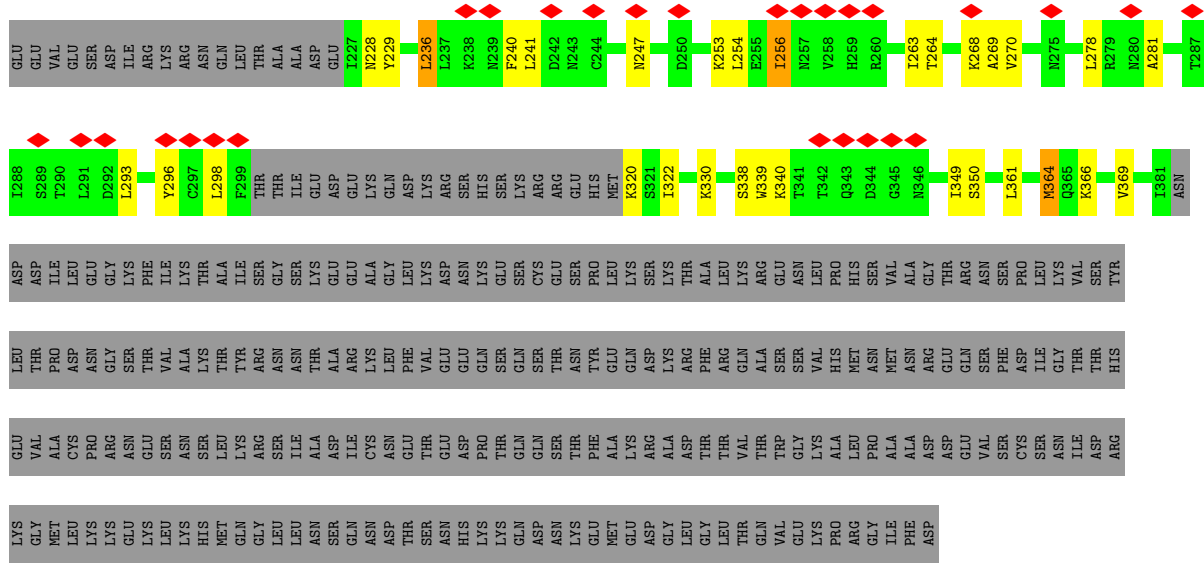 GLU GLU VAL GLU SER ASP ILE ARG LYS ARG ASN GLN LEU THR ALA ALA ASP GLU I227 N228 Y229 L236 L237 K238 N239 F240 L241 D242 N243 C244 N247 D250 K253 L254 E255 I256 N257 V258 H259 R260 I263 T264 K268 A269 V270 N275 L278 R279 N280 A281 T287
I288 S289 T290 L291 D292 L293 Y296 C297 L298 F299 THR THR ILE GLU ASP GLU LYS GLN ASP LYS ARG SER HIS SER LYS ARG ARG GLU HIS MET K320 S321 I322 K330 S338 W339 K340 T341 T342 Q343 D344 G345 N346 I349 S350 L361 M364 Q365 K366 V369 I381 ASN
ASP ASP ILE LEU GLU GLY LYS PHE ILE LYS THR ALA ILE SER GLY SER LYS GLU GLU ALA GLY LEU LYS ASP ASN LYS GLU SER CYS GLU SER PRO LEU LYS SER LYS THR ALA LEU LYS ARG GLU ASN LEU PRO HIS SER VAL ALA GLY THR ARG ASN SER PRO LEU LYS VAL SER TYR
LEU THR PRO ASP ASN GLY SER THR VAL ALA LYS THR TYR ARG ASN ASN THR ALA ARG LYS LEU PHE VAL GLU GLU GLN SER GLN SER THR ASN TYR GLU GLN ASP LYS ARG PHE ARG GLN ALA SER SER VAL HIS MET ASN MET ASN ARG GLU GLN SER PHE ASP ILE GLY THR THR HIS
GLU VAL ALA CYS PRO ARG ASN GLU SER ASN SER LEU LYS ARG SER ILE ALA ASP ILE CYS ASN GLU THR GLU ASP PRO THR GLN GLN SER THR PHE ALA LYS ARG ALA ASP THR THR VAL THR TRP GLY LYS ALA LEU PRO ALA ALA ASP ASP GLU VAL SER CYS SER ASN ILE ASP ARG
LYS GLY MET LEU LYS LYS GLU LYS LEU LYS HIS MET GLN GLY LEU LEU ASN SER GLN ASN ASP THR SER ASN HIS LYS LYS GLN ASP ASN LYS GLU MET GLU ASP GLY LEU GLY LEU THR GLN VAL GLU LYS PRO ARG GLY ILE PHE ASP